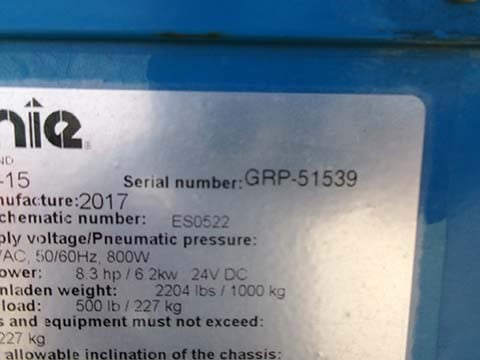 nie
ND
-15 Serial number: GRP-51539
nufacture: 2017
chematic number: ES0522
ply voltage/Pneumatic pressure:
/AC, 50/60Hz, 800W
ower: 8.3 hp / 6.2kw 24V DC
nladen weight: 2204 lbs / 1000 kg
load: 500 lb / 227 kg
s and equipment must not exceed:
227 kg
allowable inclination of the chassis: